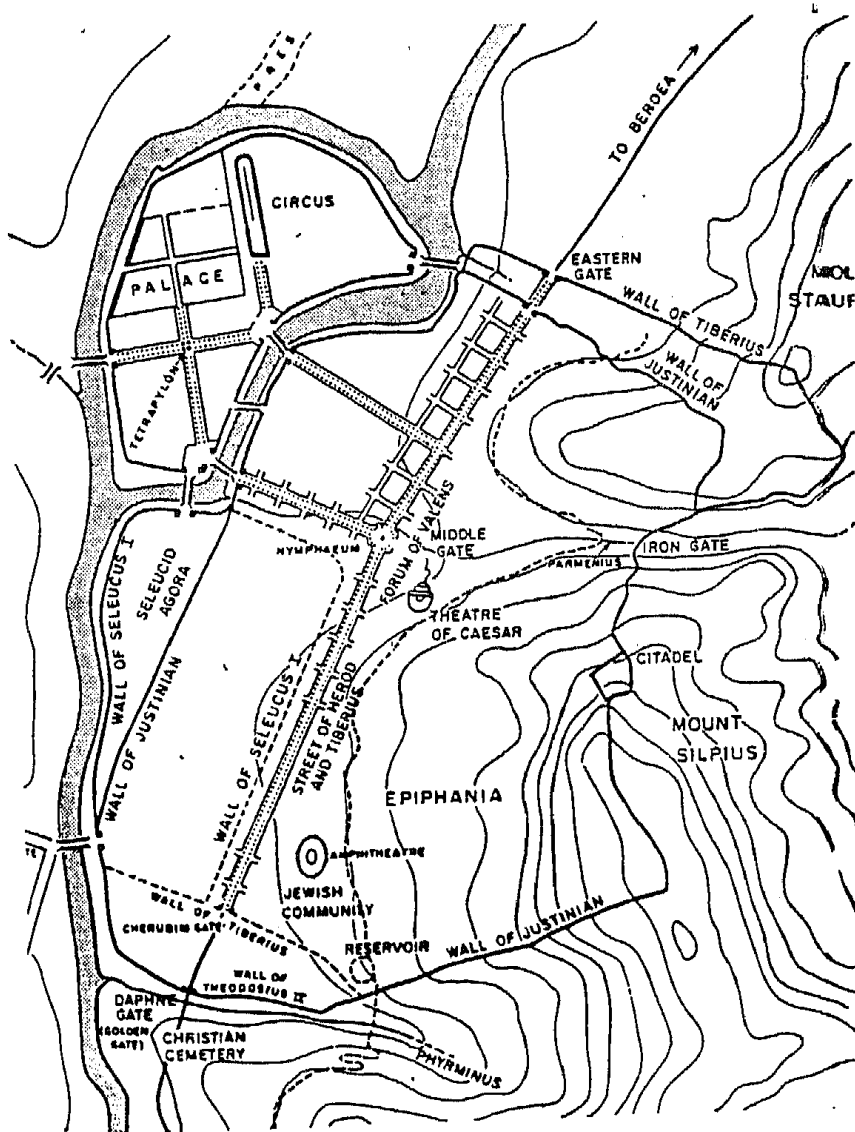 TO BEROEA
CIRCUS
EASTERN
GATE
PALACE
WALL OF TIBERIUS
WALL OF
JUSTINIAN
TETRAPYLON
NYMPHAEUM
FORUM OF VALENS
MIDDLE
GATE
PARMENIUS
IRON GATE
WALL OF SELEUCUS I
SELEUCID
AGORA
THEATRE
OF CAESAR
CITADEL
WALL OF JUSTINIAN
WALL OF SELEUCUS I
STREET OF HEROD
AND TIBERIUS
MOUNT
SILPIUS
EPIPHANIA
AMPHITHEATRE
JEWISH
COMMUNITY
WALL OF TIBERIUS
CHERUBIM GATE
RESERVOIR
WALL OF JUSTINIAN
WALL OF
THEODOSIUS II
DAPHNE
GATE
(GOLDEN
GATE)
CHRISTIAN
CEMETERY
PHYRMINUS